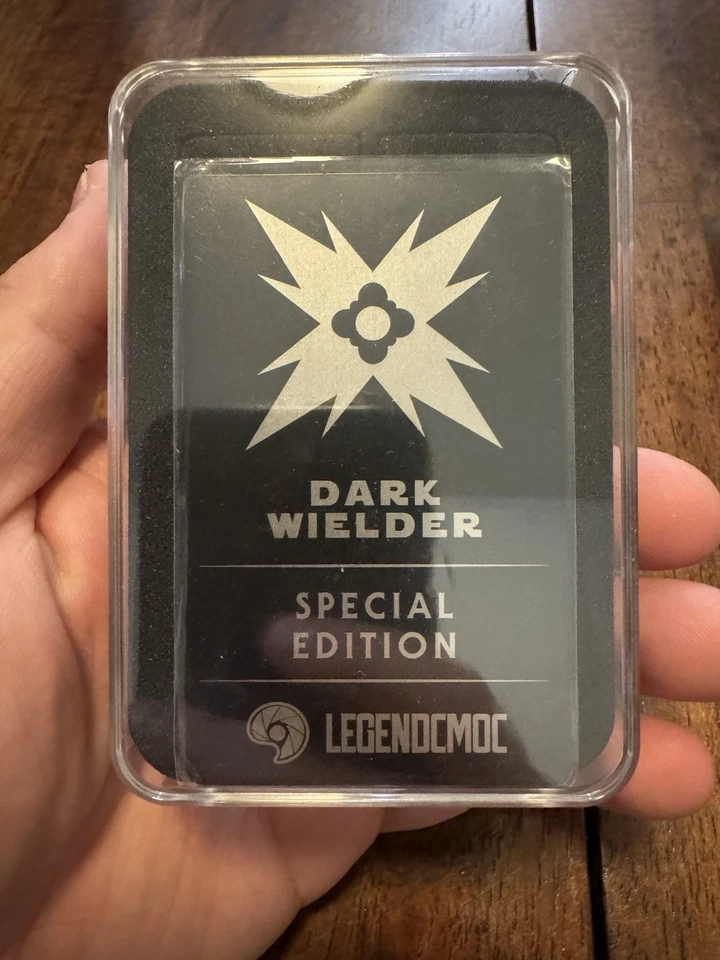 DARK
WIELDER
SPECIAL
EDITION
LEGENDCMOC